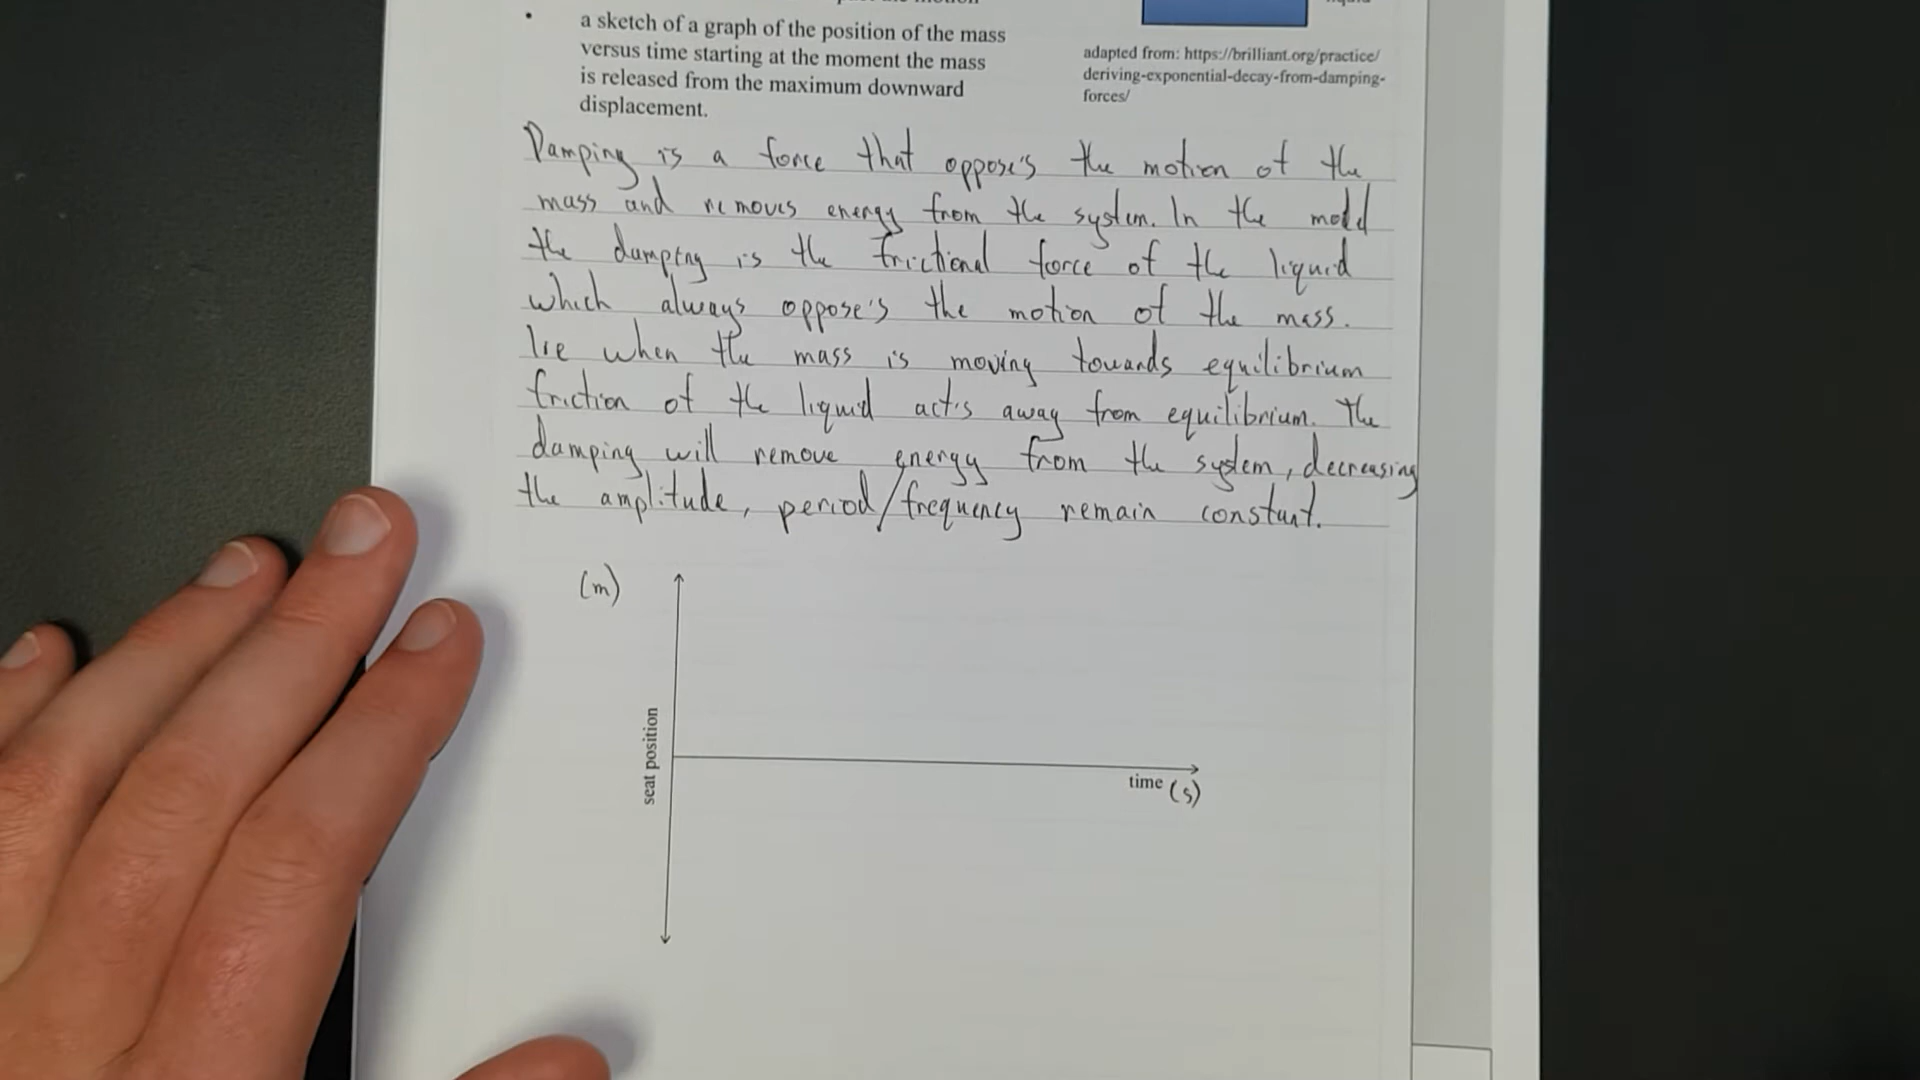 • a sketch of a graph of the position of the mass
versus time starting at the moment the mass
is released from the maximum downward
displacement.
adapted from: https://brilliant.org/practice/
deriving-exponential-decay-from-damping-
forces/
Damping is a force that oppose's the motion of the
mass and removes energy from the system. In the model
the damping is the frictional force of the liquid
which always oppose's the motion of the mass.
Ire when the mass is moving towards equilibrium
friction of the liquid act's away from equilibrium. The
damping will remove energy from the system, decreasing
the amplitude, period/frequency remain constant.
(m)
seat position
time (s)